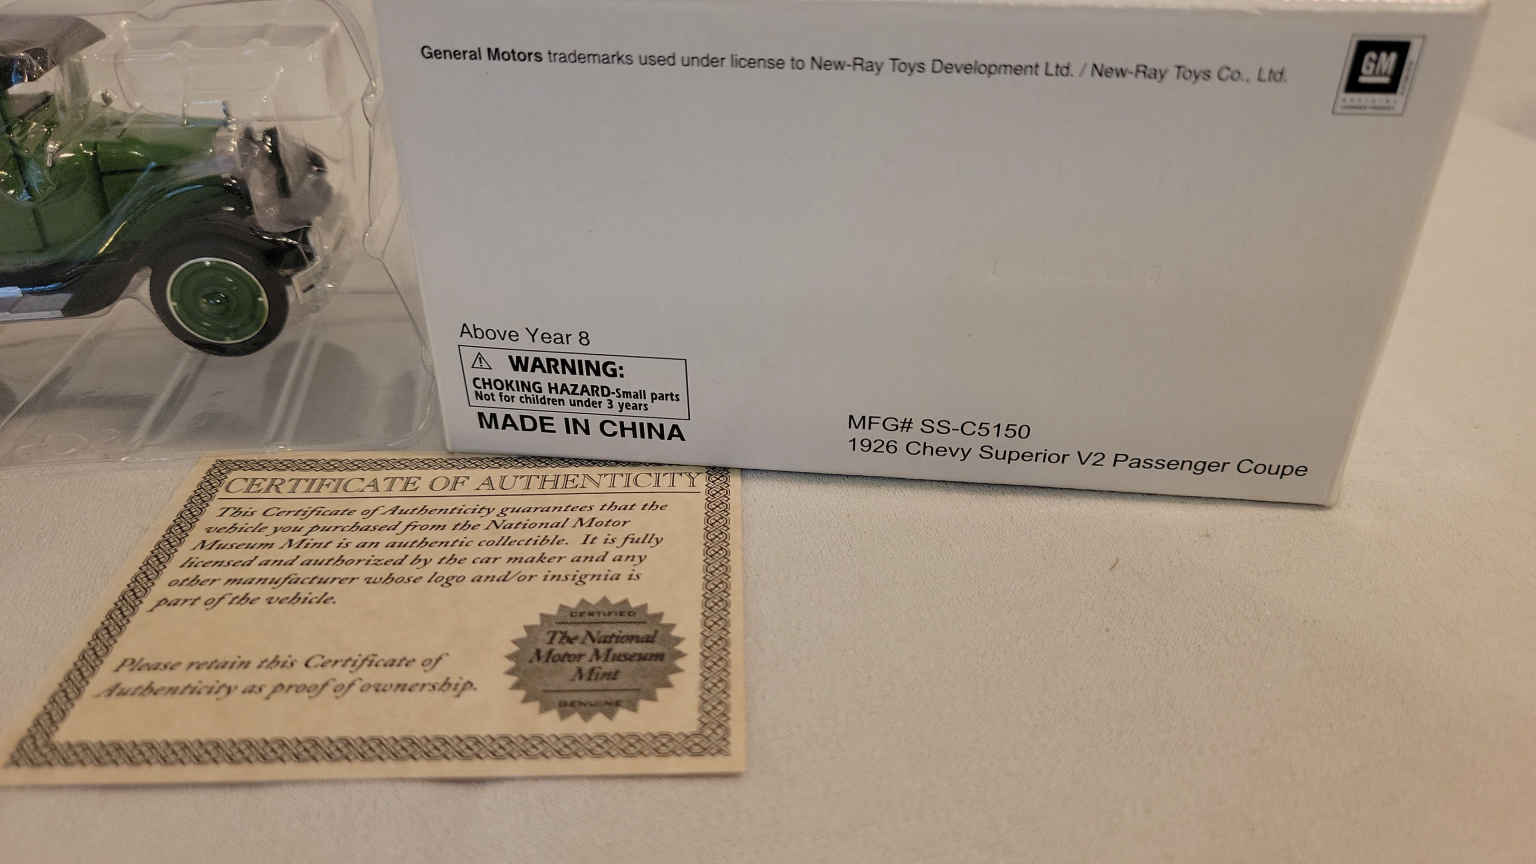 General Motors trademarks used under license to New-Ray Toys Development Ltd. / New-Ray Toys Co., Ltd.
GM
Above Year 8
WARNING:
CHOKING HAZARD-Small parts
Not for children under 3 years
MADE IN CHINA
MFG# SS-C5150
1926 Chevy Superior V2 Passenger Coupe
CERTIFICATE OF AUTHENTICITY
This Certificate of Authenticity guarantees that the
vehicle you purchased from the National Motor
Museum Mint is an authentic collectible. It is fully
licensed and authorized by the car maker and any
other manufacturer whose logo and/or insignia is
part of the vehicle.
Please retain this Certificate of
Authenticity as proof of ownership.
CERTIFIED
The National
Motor Museum
Mint
GENUINE